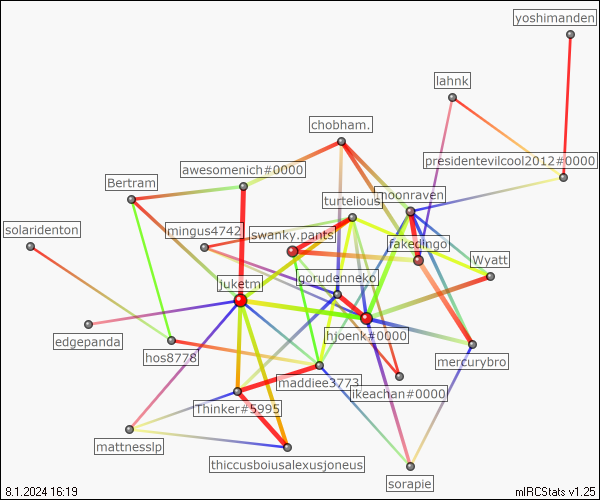 yoshimanden
lahnk
chobham.
presidentevilcool2012#0000
awesomenich#0000
Bertram
turtelious
moonraven
solaridenton
mingus4742
swanky.pants
fakedingo
Wyatt
juketm
gorudenneko
edgepanda
hjoenk#0000
hos8778
mercurybro
maddiee3773
ikeachan#0000
Thinker#5995
mattnesslp
thiccusboiusalexusjoneus
sorapie
8.1.2024 16:19
mIRCStats v1.25